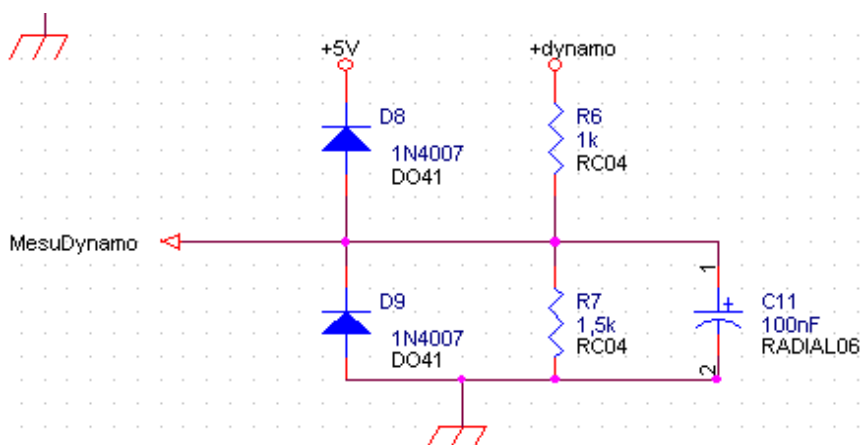 +5V
+dynamo
D8
1N4007
DO41
R6
1k
RC04
MesuDynamo
D9
1N4007
DO41
R7
1,5k
RC04
1
+
C11
100nF
RADIAL06
2